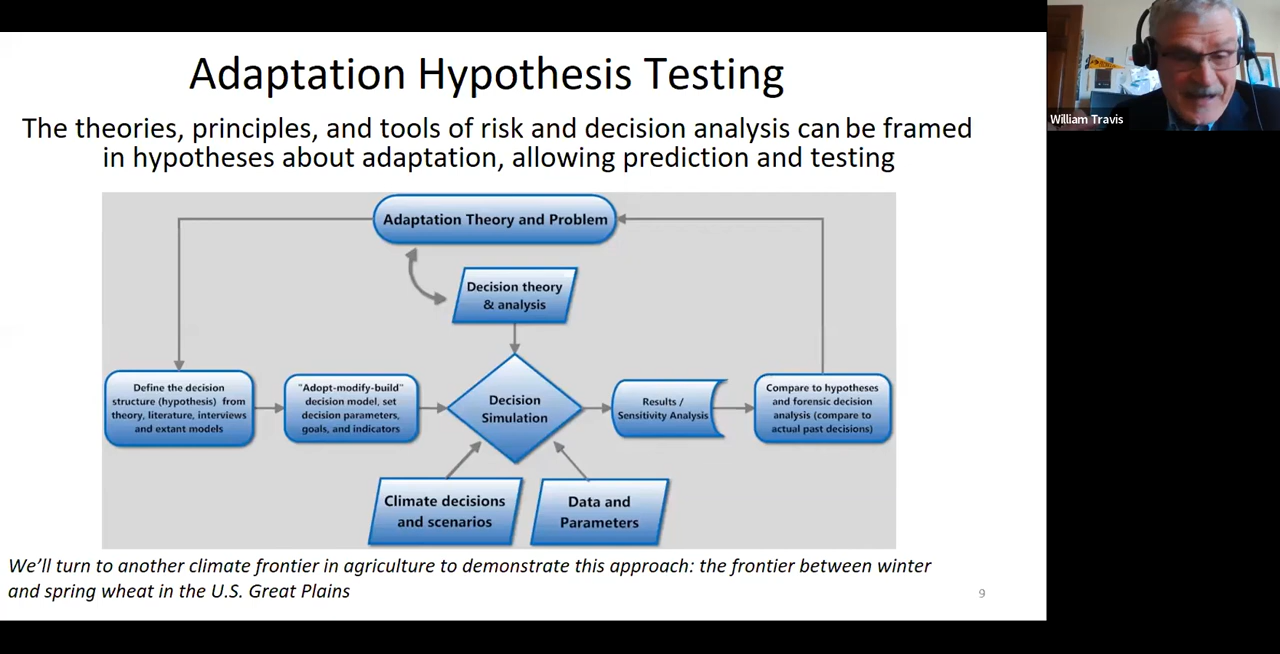 Adaptation Hypothesis Testing
The theories, principles, and tools of risk and decision analysis can be framed
in hypotheses about adaptation, allowing prediction and testing
Adaptation Theory and Problem
Decision theory
& analysis
Define the decision
structure (hypothesis) from
theory, literature, interviews
and extant models
"Adopt-modify-build"
decision model, set
decision parameters,
goals, and indicators
Decision
Simulation
Results /
Sensitivity Analysis
Compare to hypotheses
and forensic decision
analysis (compare to
actual past decisions)
Climate decisions
and scenarios
Data and
Parameters
We’ll turn to another climate frontier in agriculture to demonstrate this approach: the frontier between winter
and spring wheat in the U.S. Great Plains
9
William Travis